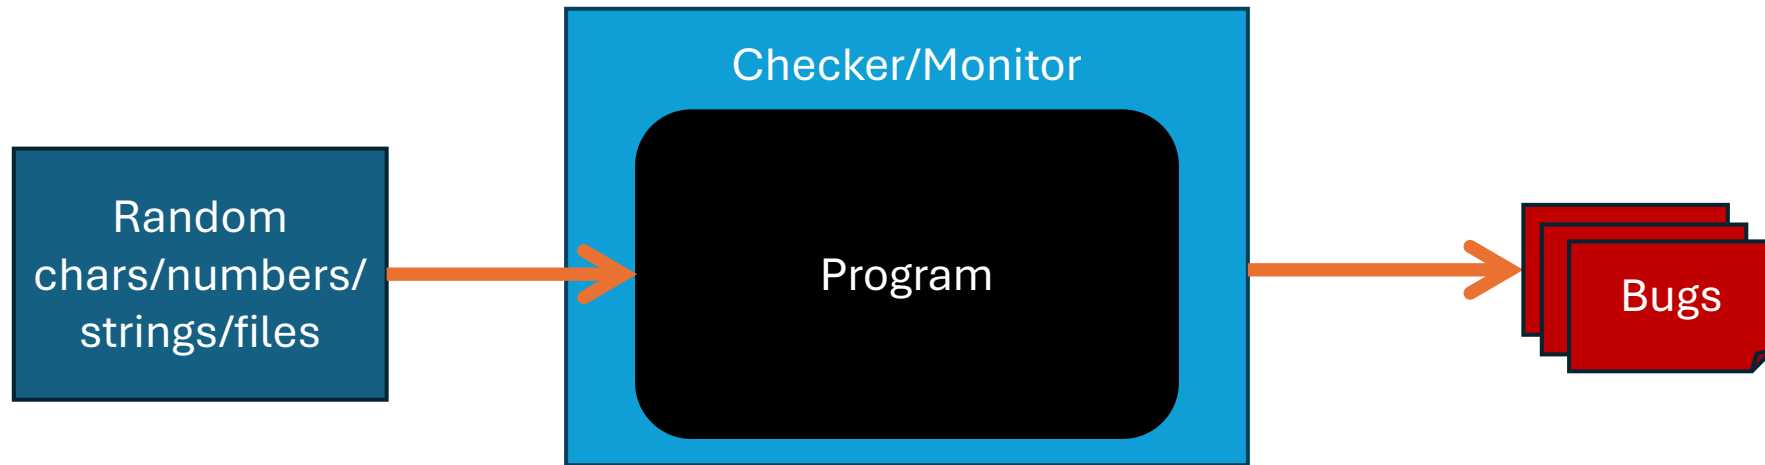 Checker/Monitor
Random
chars/numbers/
strings/files
Program
Bugs